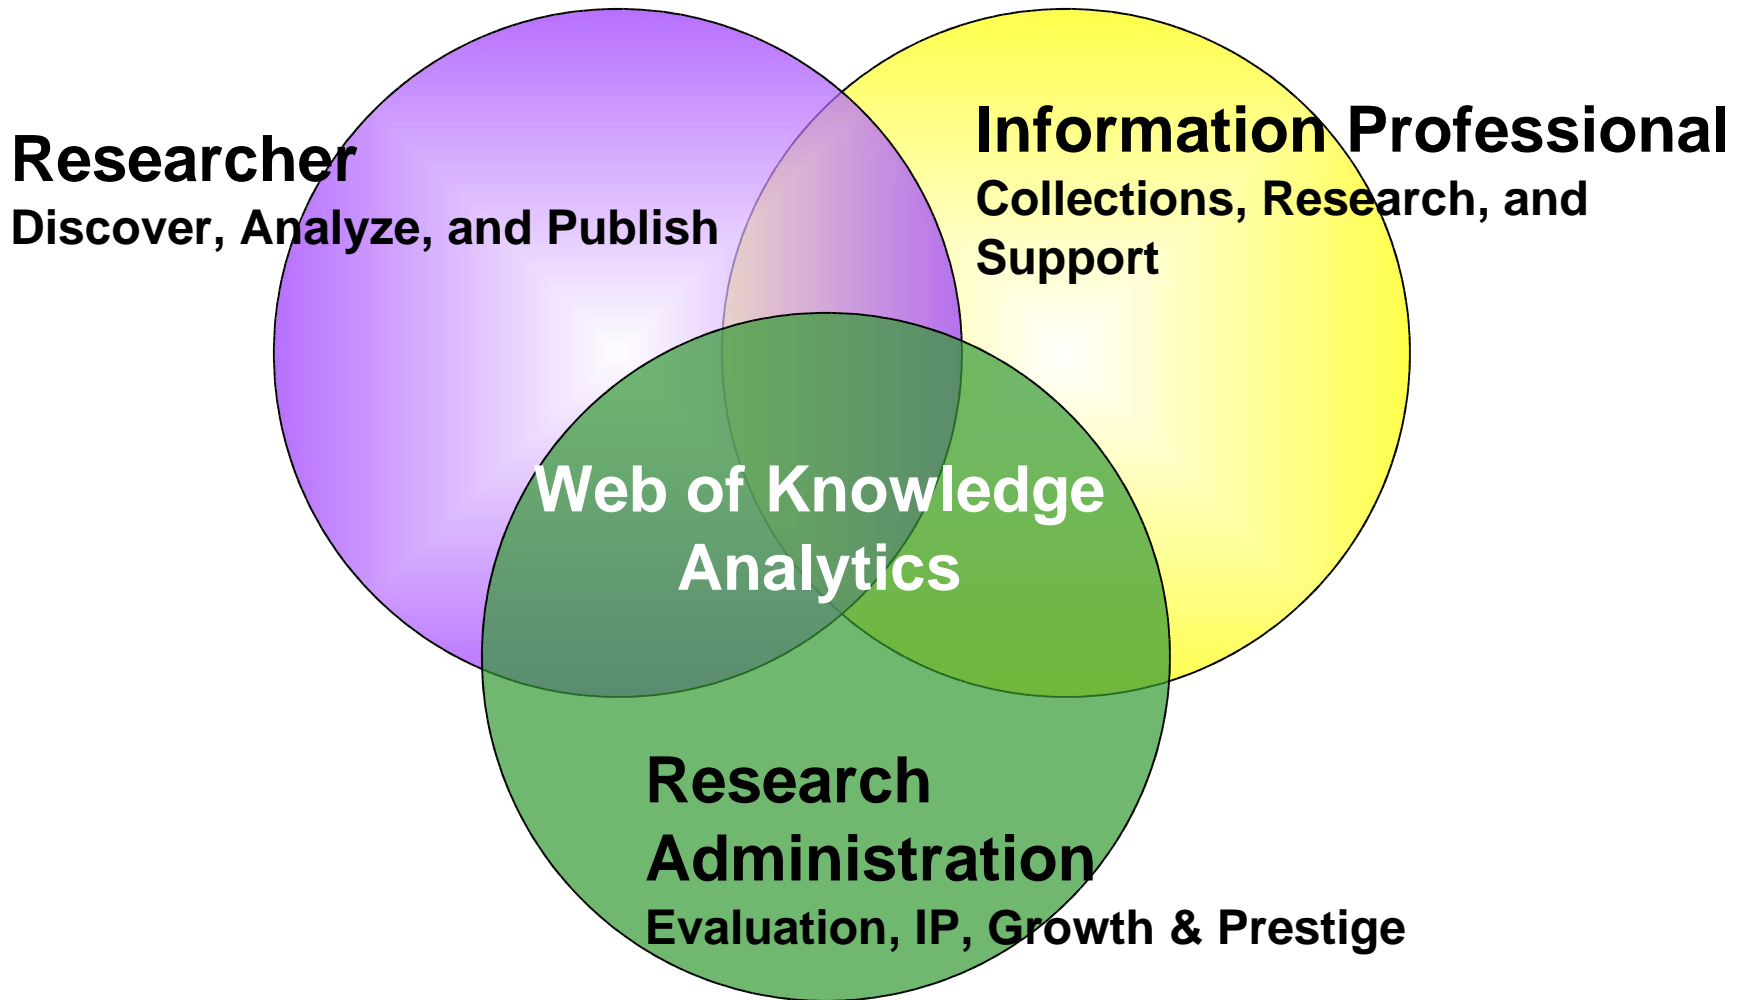 Researcher
Discover, Analyze, and Publish
Information Professional
Collections, Research, and
Support
Web of Knowledge
Analytics
Research
Administration
Evaluation, IP, Growth & Prestige